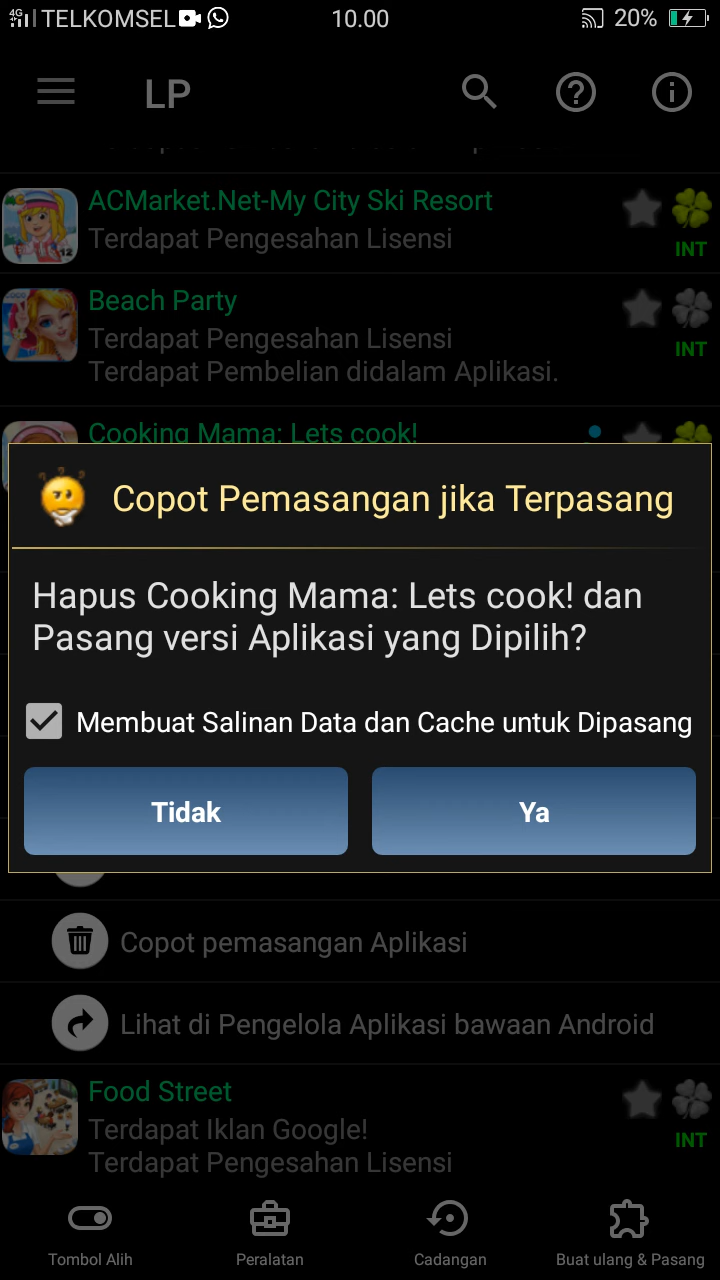 4G TELKOMSEL 10.00 20%
LP
ACMarket.Net-My City Ski Resort
Terdapat Pengesahan Lisensi
INT
Beach Party
Terdapat Pengesahan Lisensi
INT
Terdapat Pembelian didalam Aplikasi.
Cooking Mama: Lets cook!
Copot Pemasangan jika Terpasang
Hapus Cooking Mama: Lets cook! dan
Pasang versi Aplikasi yang Dipilih?
Membuat Salinan Data dan Cache untuk Dipasang
Tidak Ya
Copot pemasangan Aplikasi
Lihat di Pengelola Aplikasi bawaan Android
Food Street
Terdapat Iklan Google!
INT
Terdapat Pengesahan Lisensi
Tombol Alih Peralatan Cadangan Buat ulang & Pasang